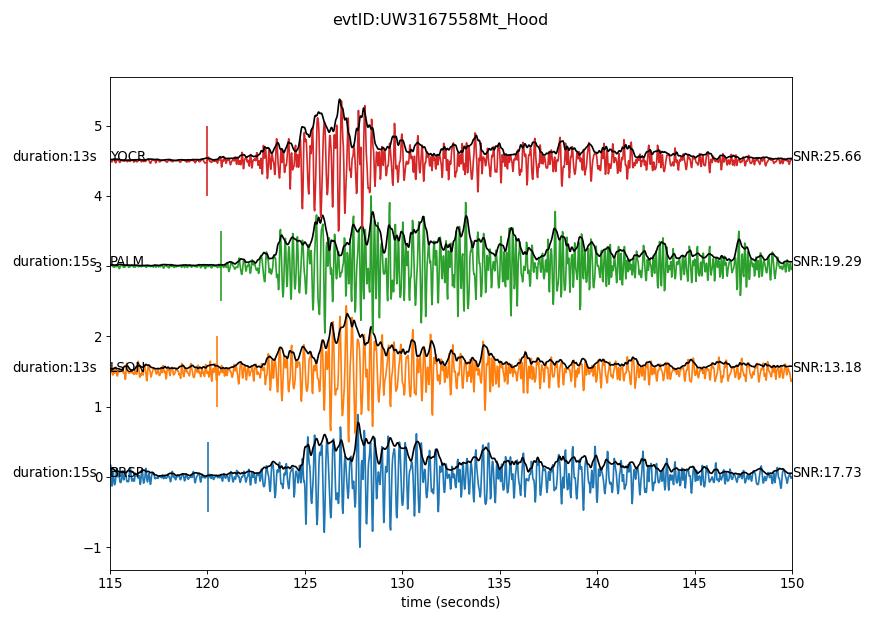 evtID:UW3167558Mt_Hood
5
duration:13s YOCR SNR:25.66
4
duration:15s PALM SNR:19.29
3
2
duration:13s LSON SNR:13.18
1
duration:15s SNR:17.73
0
−1
115 120 125 130 135 140 145 150
time (seconds)